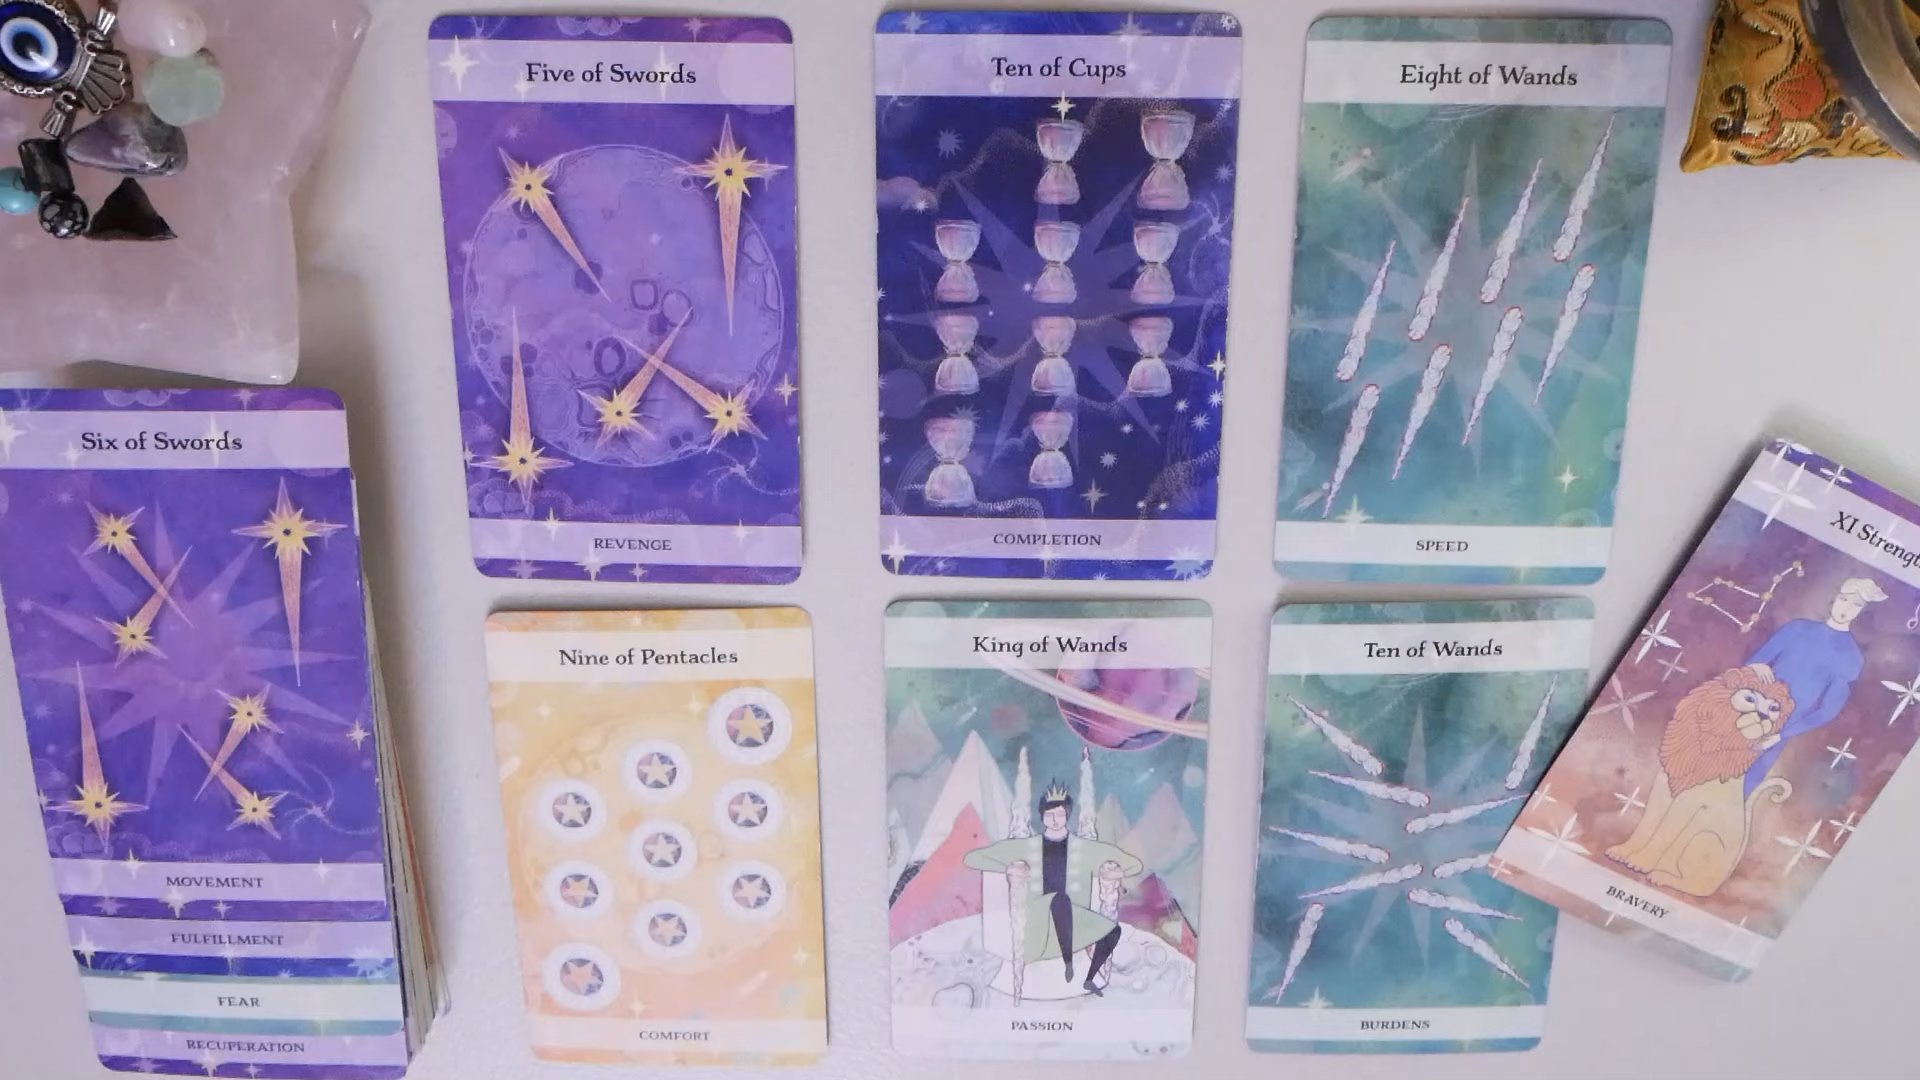 Five of Swords
REVENGE
Ten of Cups
COMPLETION
Eight of Wands
SPEED
Six of Swords
MOVEMENT
FULFILLMENT
FEAR
RECUPERATION
Nine of Pentacles
COMFORT
King of Wands
PASSION
Ten of Wands
BURDENS
XI Strengt
BRAVERY